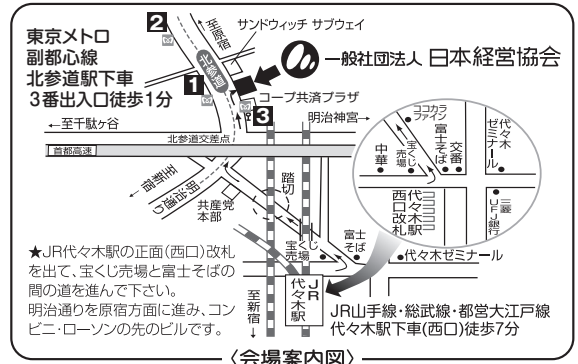 東京メトロ
副都心線
北参道駅下車
3番出入口徒歩1分
2
至原宿
サンドウィッチ サブウェイ
北参道
一般社団法人 日本経営協会
1
コープ共済プラザ
3
←至千駄ヶ谷
明治神宮→
北参道交差点
首都高速
至新宿
明治通り
共産党
本部
踏切
宝くじ
売場
富士
そば
代々木ゼミナール
JR
代々木駅
至新宿
ココカラ
ファイン
中華
宝くじ
売場
富士そば
交番
代々木
ゼミナール
代々木駅
西口改札
三菱
UFJ銀行
★JR代々木駅の正面(西口)改札
を出て、宝くじ売場と富士そばの
間の道を進んで下さい。
明治通りを原宿方面に進み、コン
ビニ・ローソンの先のビルです。
JR山手線・総武線・都営大江戸線
代々木駅下車(西口)徒歩7分
〈会場案内図〉